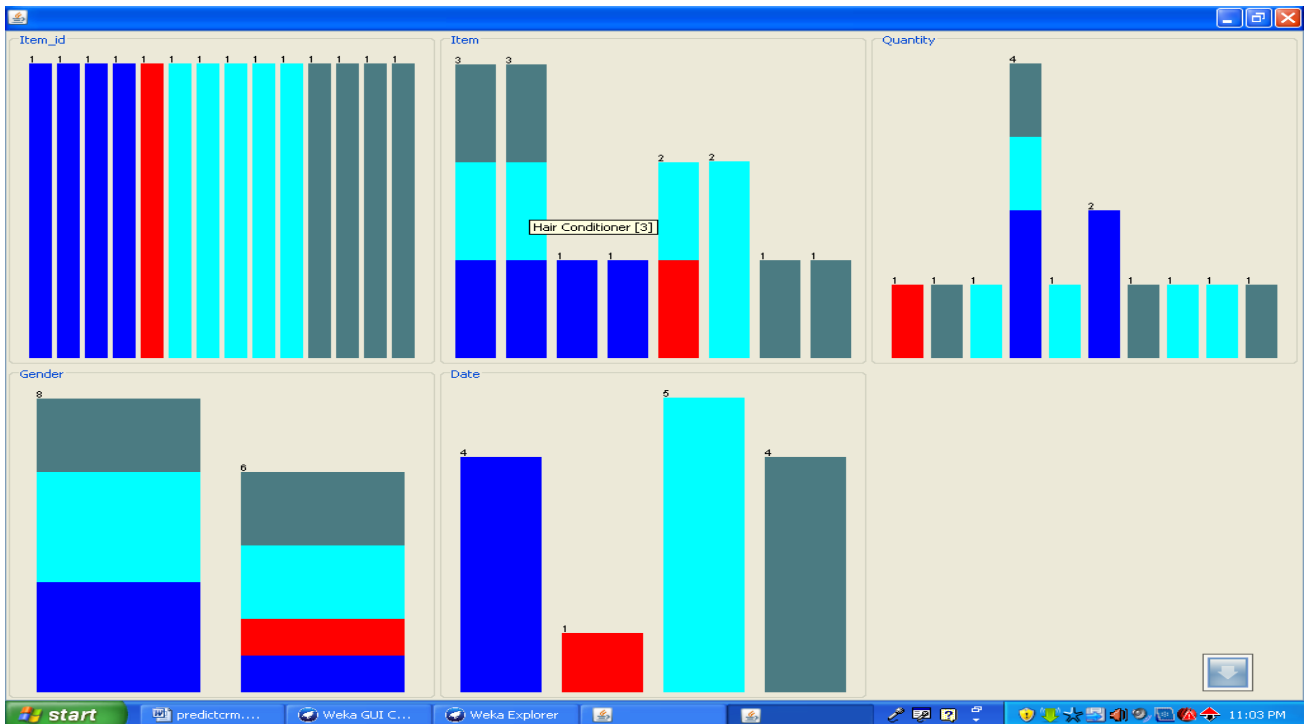 Item_id
1 1 1 1 1 1 1 1 1 1 1 1 1 1
Item
3 3 1 1 2 2 1 1
Hair Conditioner [3]
Quantity
1 1 1 4 1 2 1 1 1 1
Gender
8 6
Date
4 1 5 4
start
predictcrm....
Weka GUI C...
Weka Explorer
11:03 PM